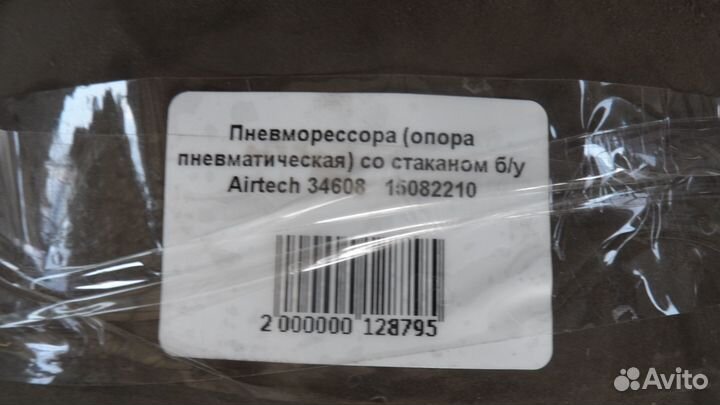 Пневморессора (опора
пневматическая) со стаканом б/у
Airtech 34608 15082210
2 000000 128795
Avito